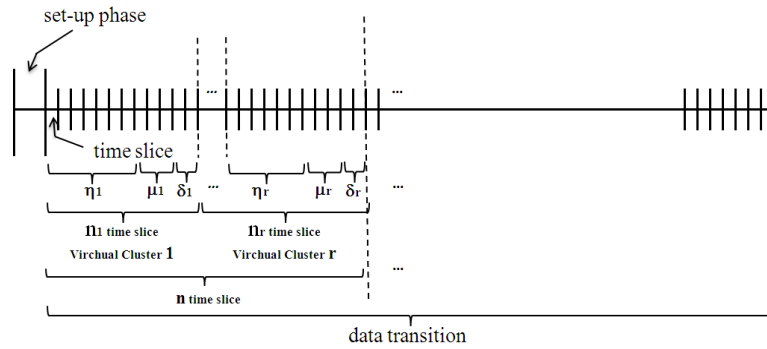 set-up phase
... ...
time slice
η1 μ1 δ1 ... ηr μr δr ...
n1 time slice nr time slice
Virchual Cluster 1 Virchual Cluster r
...
n time slice
data transition